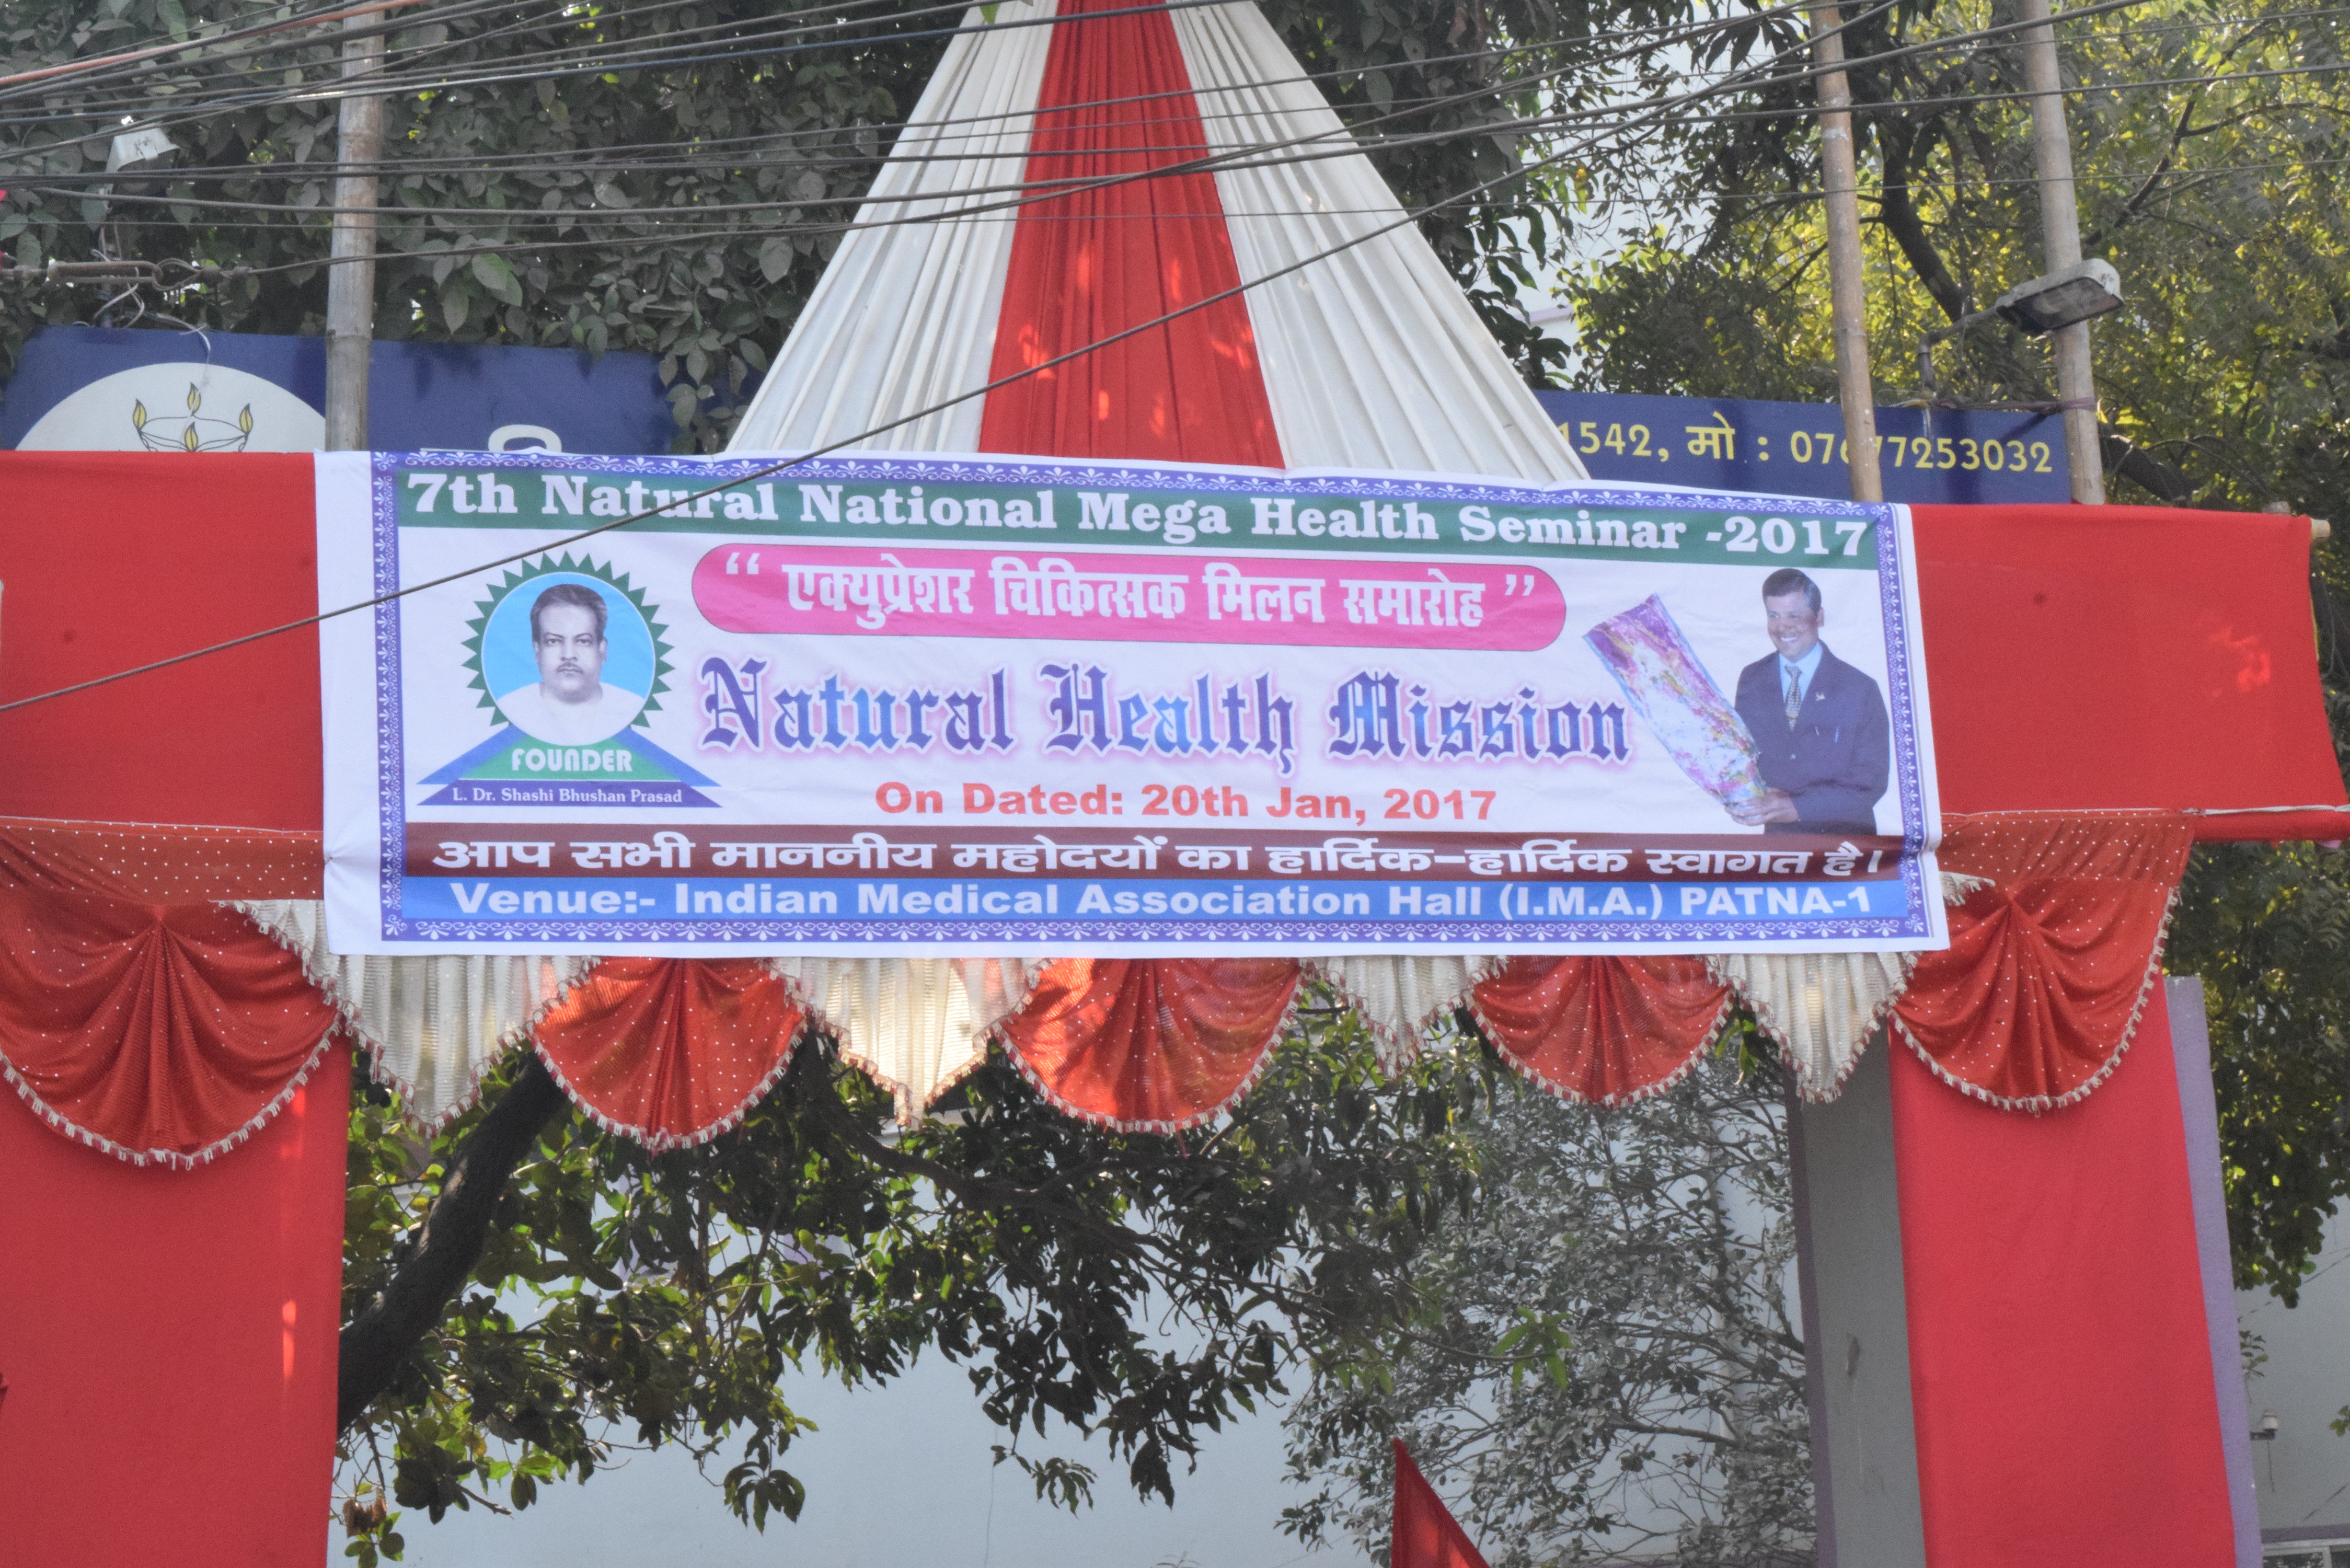 1542, मो : 07677253032
7th Natural National Mega Health Seminar -2017
“ एक्युप्रेशर चिकित्सक मिलन समारोह ”
Natural Health Mission
FOUNDER
L. Dr. Shashi Bhushan Prasad
On Dated: 20th Jan, 2017
आप सभी माननीय महोदयों का हार्दिक-हार्दिक स्वागत है।
Venue:- Indian Medical Association Hall (I.M.A.) PATNA-1